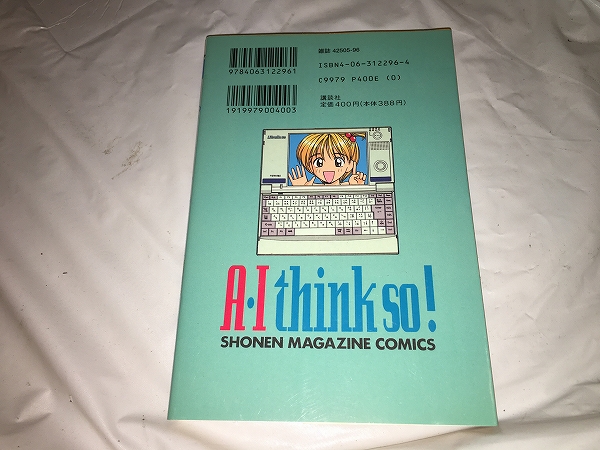 雑誌 42505-96
ISBN4-06-312296-4
C9979 P400E (0)
9784063122961
講談社
定価400円(本体388円)
1919979004003
A・I think so!
SHONEN MAGAZINE COMICS